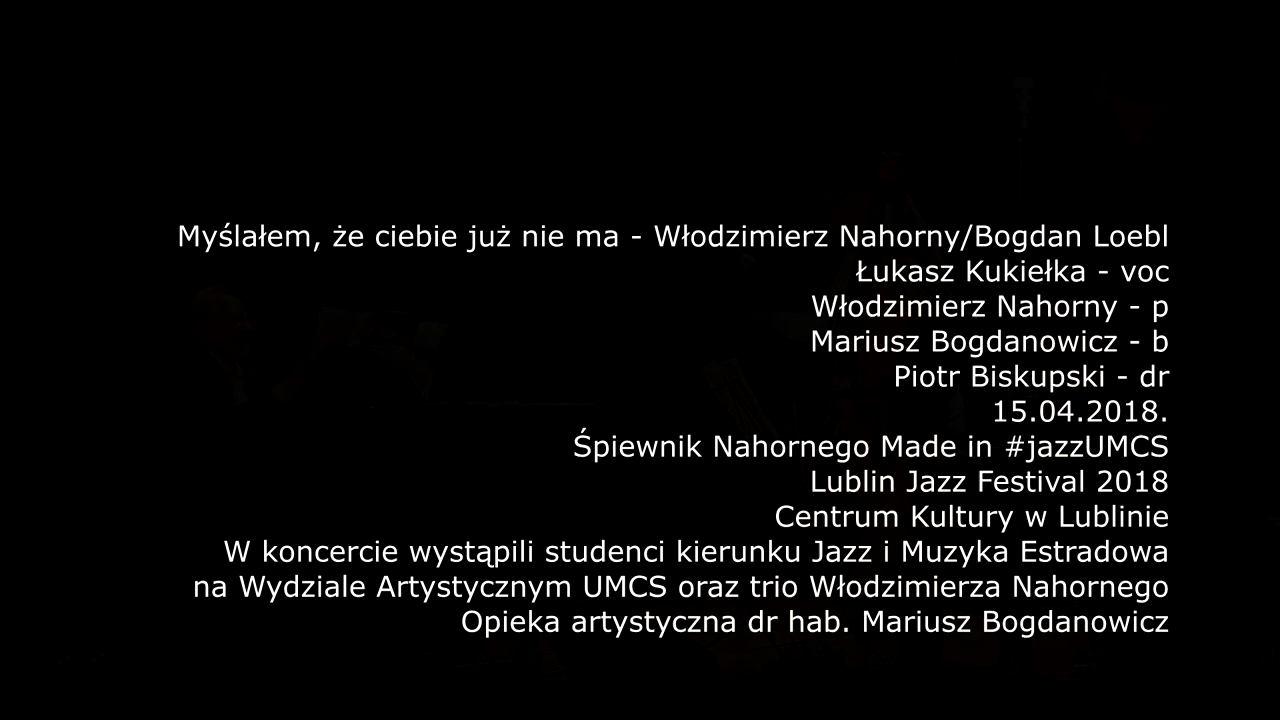 Myślałem, że ciebie już nie ma - Włodzimierz Nahorny/Bogdan Loebl
Łukasz Kukiełka - voc
Włodzimierz Nahorny - p
Mariusz Bogdanowicz - b
Piotr Biskupski - dr
15.04.2018.
Śpiewnik Nahornego Made in #jazzUMCS
Lublin Jazz Festival 2018
Centrum Kultury w Lublinie
W koncercie wystąpili studenci kierunku Jazz i Muzyka Estradowa
na Wydziale Artystycznym UMCS oraz trio Włodzimierza Nahornego
Opieka artystyczna dr hab. Mariusz Bogdanowicz